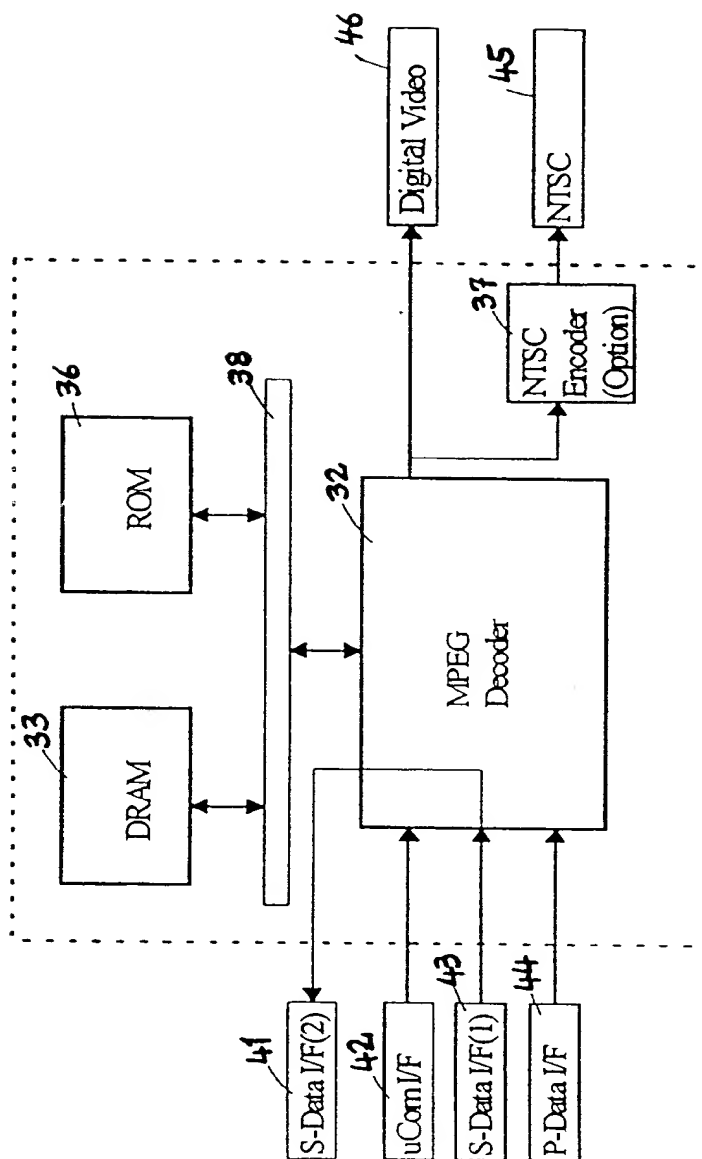 33
DRAM
36
ROM
38
41
S-Data I/F(2)
42
uCom I/F
43
S-Data I/F(1)
44
P-Data I/F
32
MPEG
Decoder
46
Digital Video
37
NTSC
Encoder
(Option)
45
NTSC